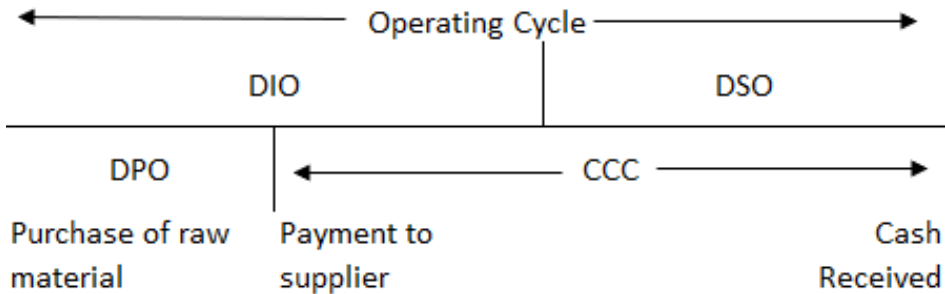 Operating Cycle
DIO DSO
DPO CCC
Purchase of raw Payment to Cash
material supplier Received